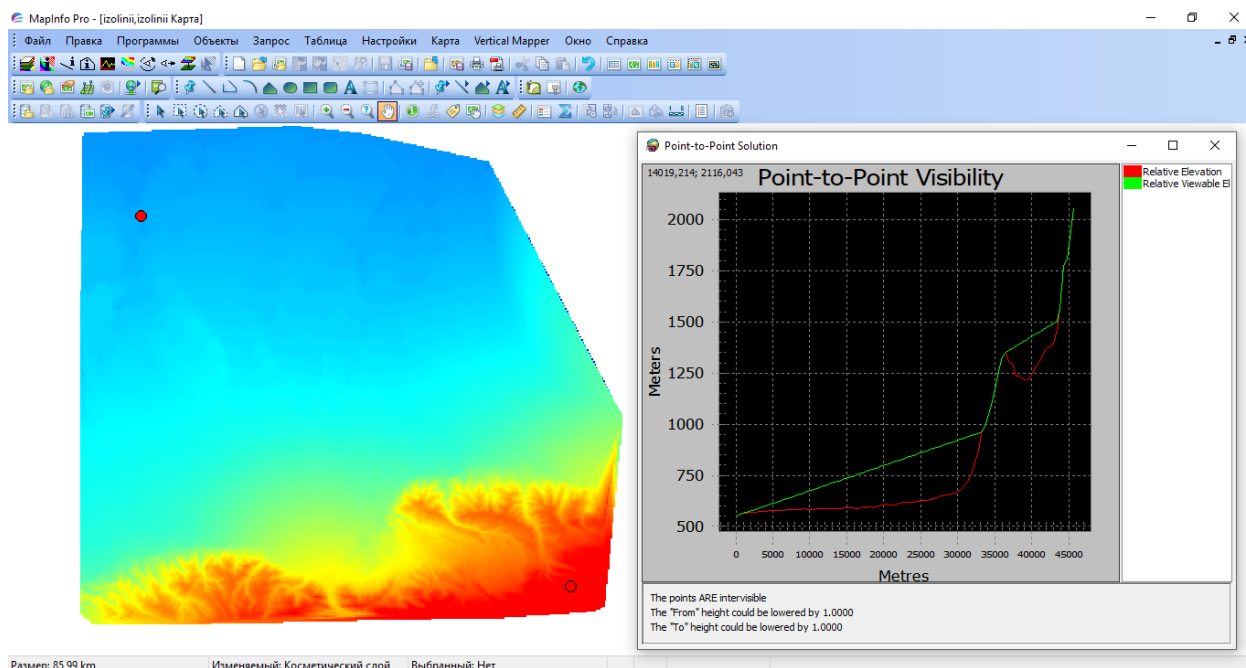 MapInfo Pro - [izolinii,izolinii Карта]
Файл Правка Программы Объекты Запрос Таблица Настройки Карта Vertical Mapper Окно Справка
Point-to-Point Solution
14019,214; 2116,043
Point-to-Point Visibility
Relative Elevation
Relative Viewable El
2000
1750
1500
1250
1000
750
500
Meters
0 5000 10000 15000 20000 25000 30000 35000 40000 45000
Metres
The points ARE intervisible
The "From" height could be lowered by 1.0000
The "To" height could be lowered by 1.0000
Размер: 85,99 km Изменяемый: Косметический слой Выбранный: Нет